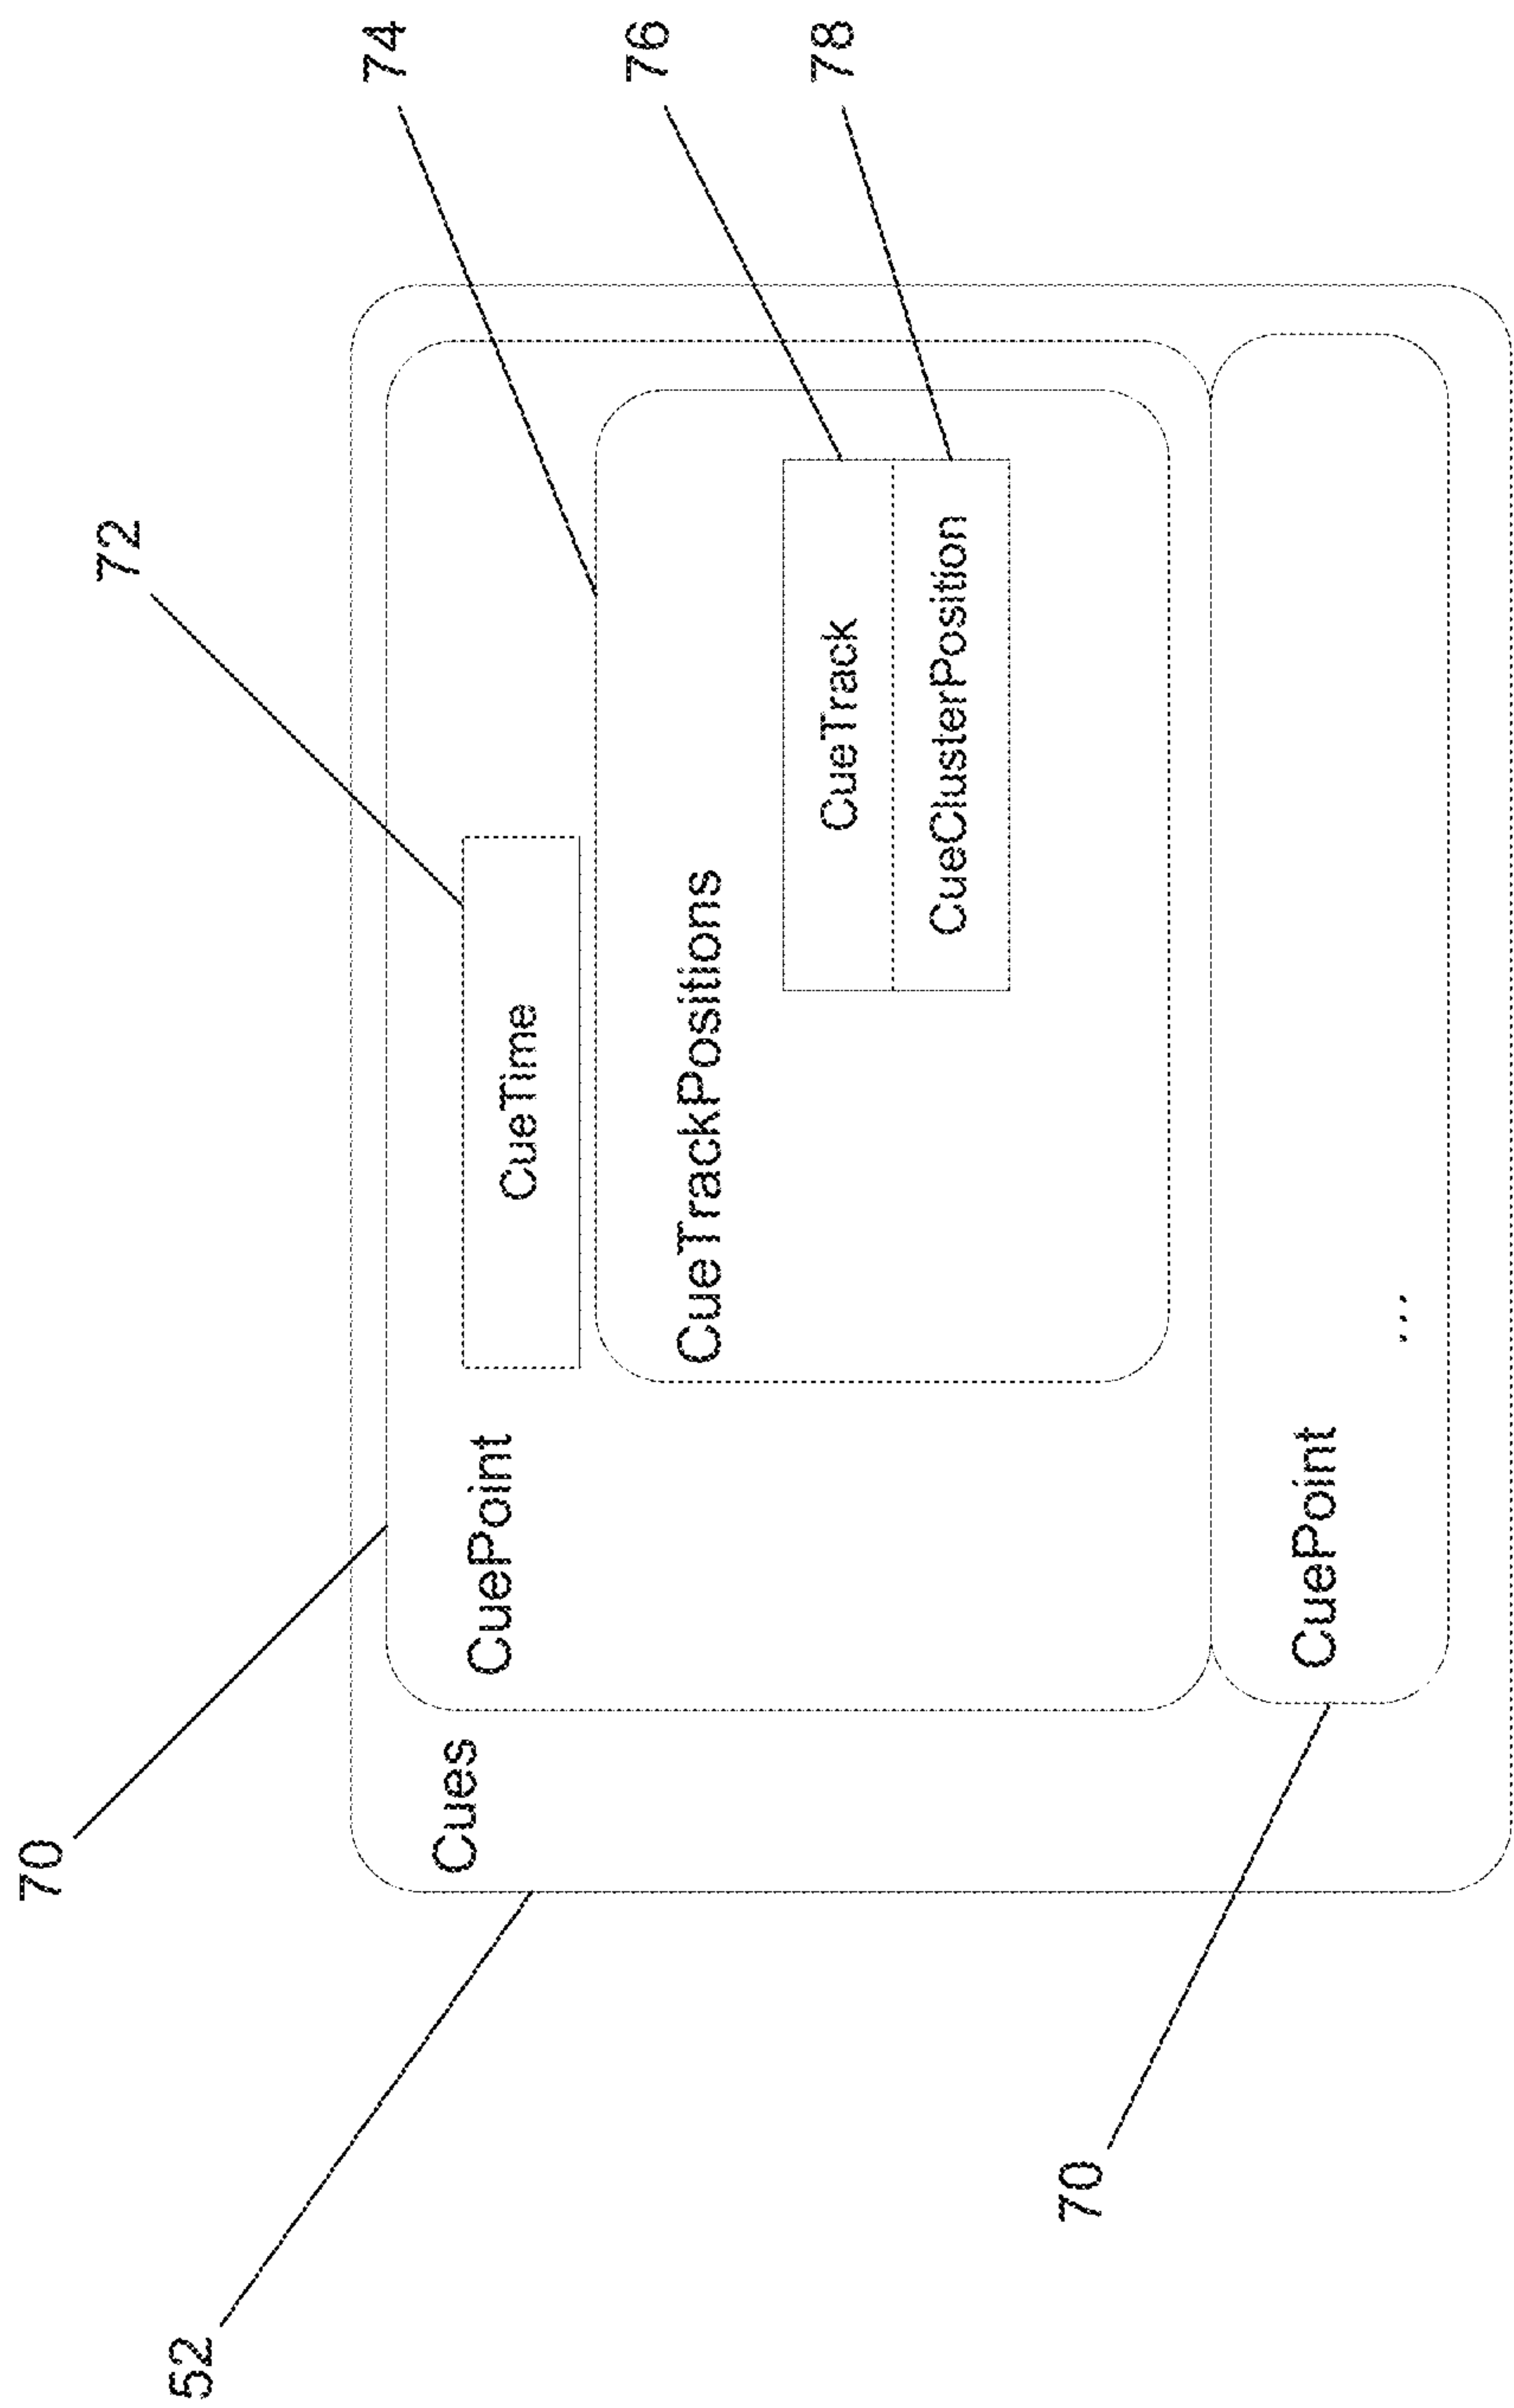 70
72
74
52
Cues
CuePoint
CueTime
CueTrackPositions
76
CueTrack
78
CueClusterPosition
70
CuePoint
...